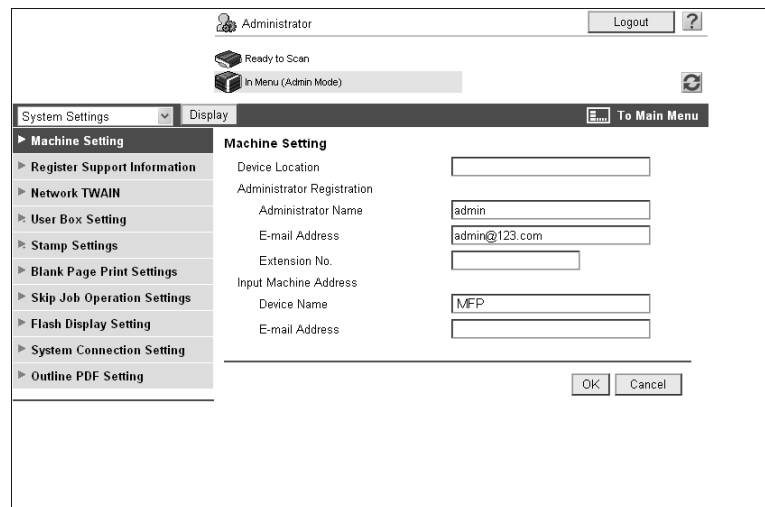 Administrator
Logout
?
Ready to Scan
In Menu (Admin Mode)
System Settings
Display
To Main Menu
Machine Setting
Register Support Information
Network TWAIN
User Box Setting
Stamp Settings
Blank Page Print Settings
Skip Job Operation Settings
Flash Display Setting
System Connection Setting
Outline PDF Setting
Machine Setting
Device Location
Administrator Registration
Administrator Name admin
E-mail Address admin@123.com
Extension No.
Input Machine Address
Device Name MFP
E-mail Address
OK Cancel